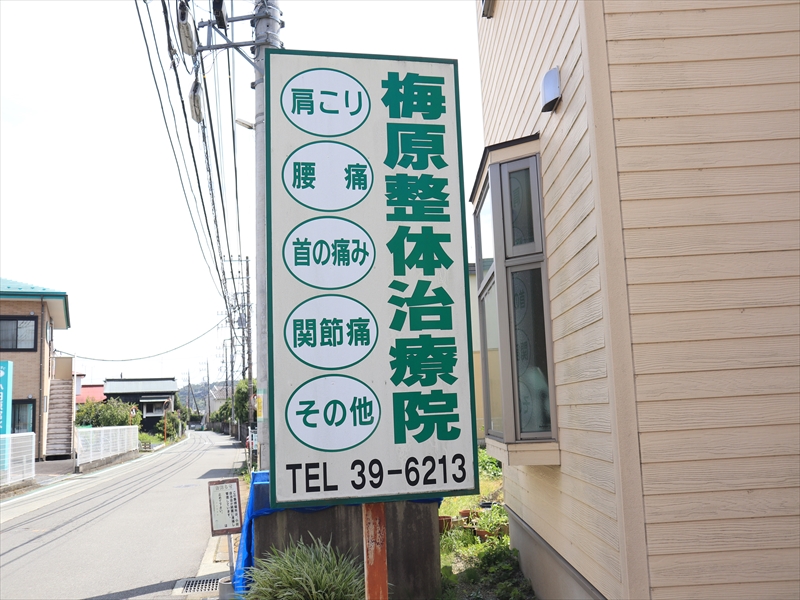 梅原整体治療院
肩こり
腰 痛
首の痛み
関節痛
その他
TEL 39-6213